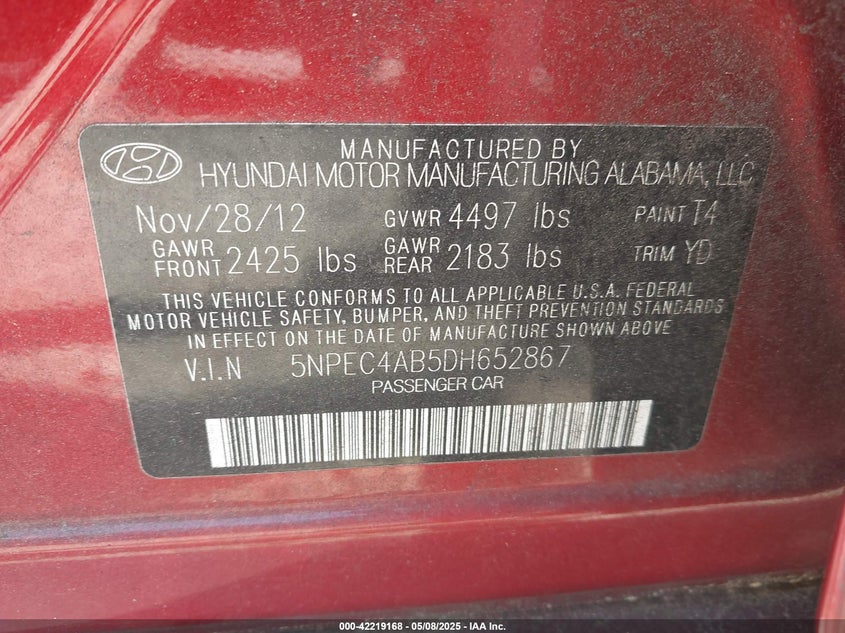 MANUFACTURED BY
HYUNDAI MOTOR MANUFACTURING ALABAMA, LLC
Nov/28/12 GVWR 4497 lbs PAINT T4
GAWR FRONT 2425 lbs GAWR REAR 2183 lbs TRIM YD
THIS VEHICLE CONFORMS TO ALL APPLICABLE U.S.A. FEDERAL
MOTOR VEHICLE SAFETY, BUMPER, AND THEFT PREVENTION STANDARDS
IN EFFECT ON THE DATE OF MANUFACTURE SHOWN ABOVE
V.I.N 5NPEC4AB5DH652867
PASSENGER CAR
000-42219168 - 05/08/2025 - IAA Inc.